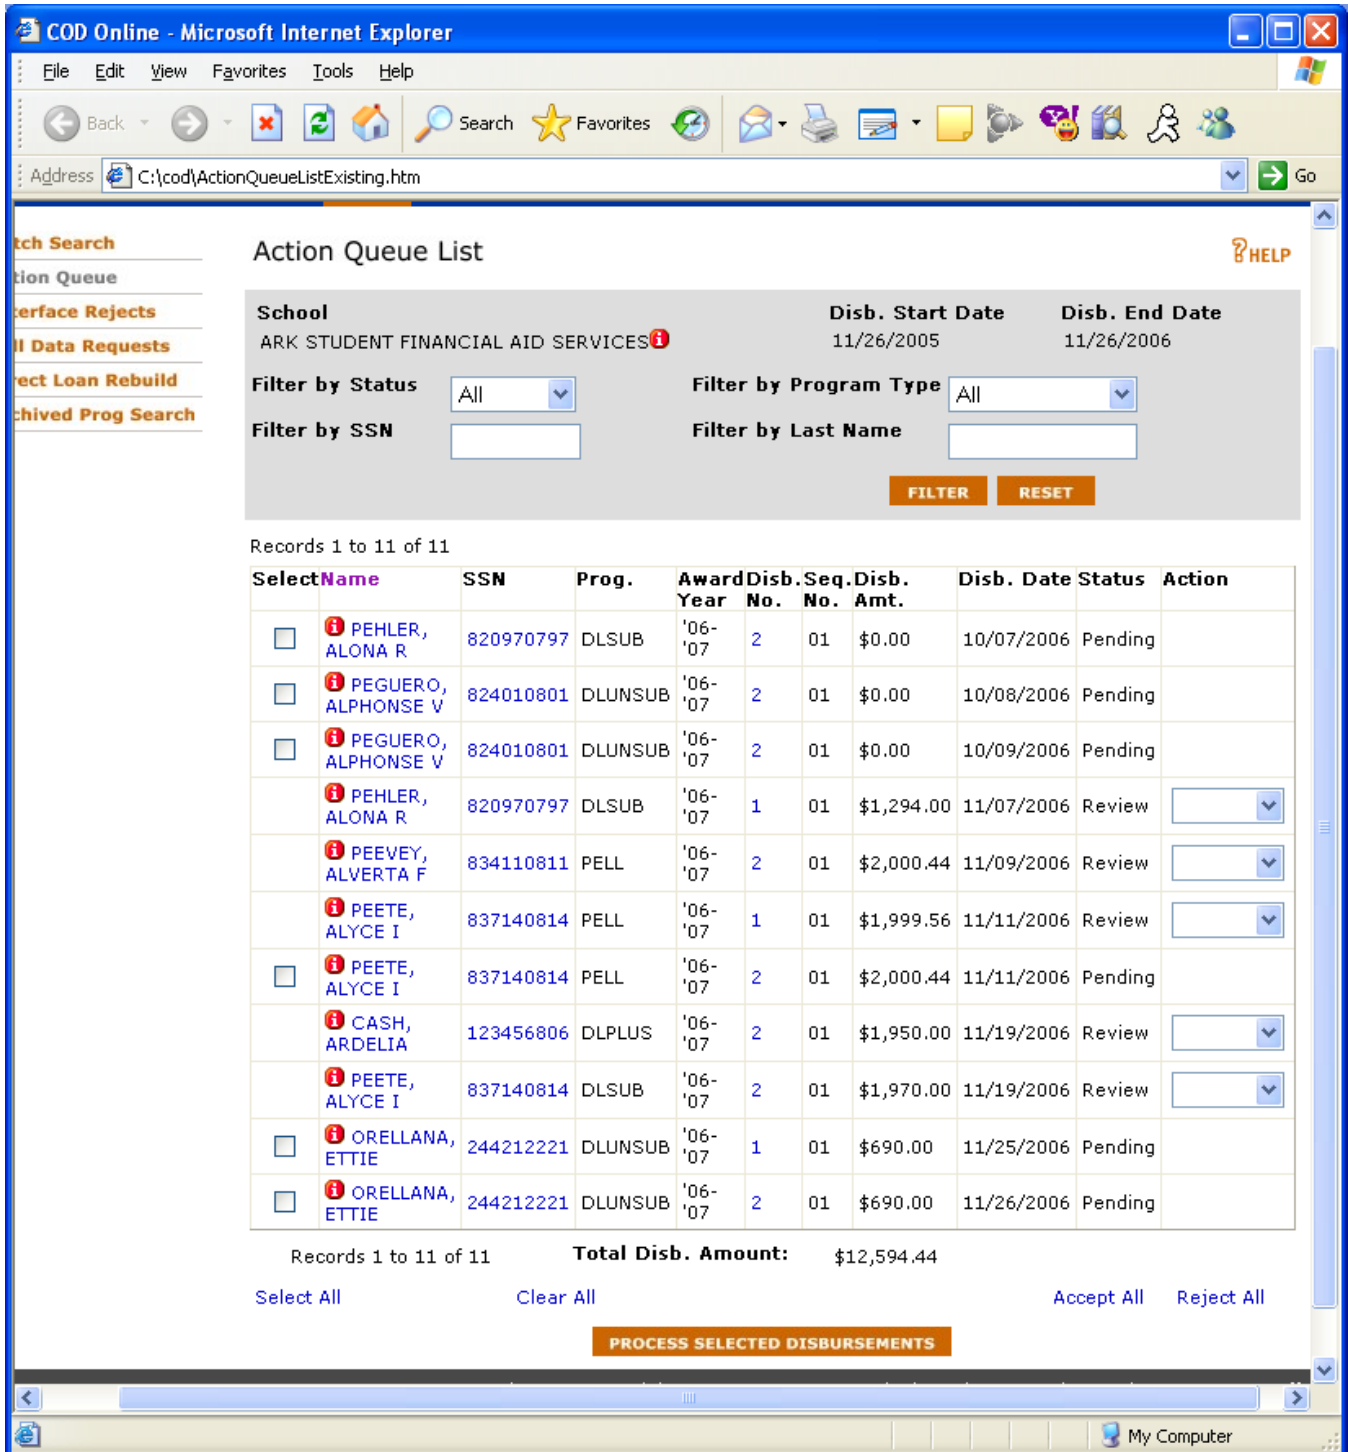 COD Online - Microsoft Internet Explorer
File Edit View Favorites Tools Help
Back Search Favorites
Address C:\cod\ActionQueueListExisting.htm Go
tch Search
tion Queue
terface Rejects
ll Data Requests
rect Loan Rebuild
chived Prog Search
Action Queue List
HELP
School Disb. Start Date Disb. End Date
ARK STUDENT FINANCIAL AID SERVICES 11/26/2005 11/26/2006
Filter by Status All Filter by Program Type All
Filter by SSN Filter by Last Name
FILTER RESET
Records 1 to 11 of 11
Select Name SSN Prog. Award Disb. Seq. Disb. Disb. Date Status Action
Year No. No. Amt.
PEHLER, '06-
820970797 DLSUB 2 01 $0.00 10/07/2006 Pending
ALONA R '07
PEGUERO, '06-
824010801 DLUNSUB 2 01 $0.00 10/08/2006 Pending
ALPHONSE V '07
PEGUERO, '06-
824010801 DLUNSUB 2 01 $0.00 10/09/2006 Pending
ALPHONSE V '07
PEHLER, '06-
820970797 DLSUB 1 01 $1,294.00 11/07/2006 Review
ALONA R '07
PEEVEY, '06-
834110811 PELL 2 01 $2,000.44 11/09/2006 Review
ALVERTA F '07
PEETE, '06-
837140814 PELL 1 01 $1,999.56 11/11/2006 Review
ALYCE I '07
PEETE, '06-
837140814 PELL 2 01 $2,000.44 11/11/2006 Pending
ALYCE I '07
CASH, '06-
123456806 DLPLUS 2 01 $1,950.00 11/19/2006 Review
ARDELIA '07
PEETE, '06-
837140814 DLSUB 2 01 $1,970.00 11/19/2006 Review
ALYCE I '07
ORELLANA, '06-
244212221 DLUNSUB 1 01 $690.00 11/25/2006 Pending
ETTIE '07
ORELLANA, '06-
244212221 DLUNSUB 2 01 $690.00 11/26/2006 Pending
ETTIE '07
Records 1 to 11 of 11 Total Disb. Amount: $12,594.44
Select All Clear All Accept All Reject All
PROCESS SELECTED DISBURSEMENTS
My Computer